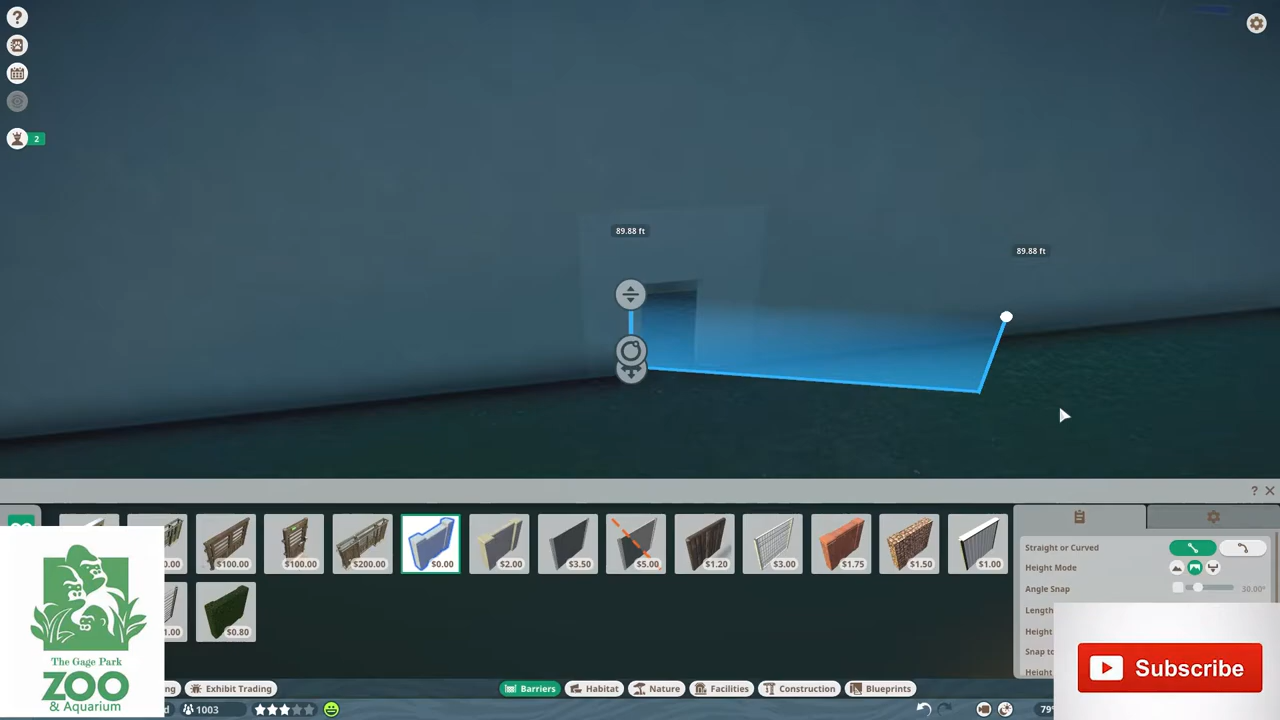 ?
2
89.88 ft
89.88 ft
?
$100.00
$100.00
$200.00
$0.00
$2.00
$3.50
$5.00
$1.20
$3.00
$1.75
$1.50
$1.00
$0.80
Straight or Curved
Height Mode
Angle Snap
30.00°
Length
Height
Snap to
Height
The Gage Park
ZOO
& Aquarium
Subscribe
Exhibit Trading
Barriers
Habitat
Nature
Facilities
Construction
Blueprints
1003